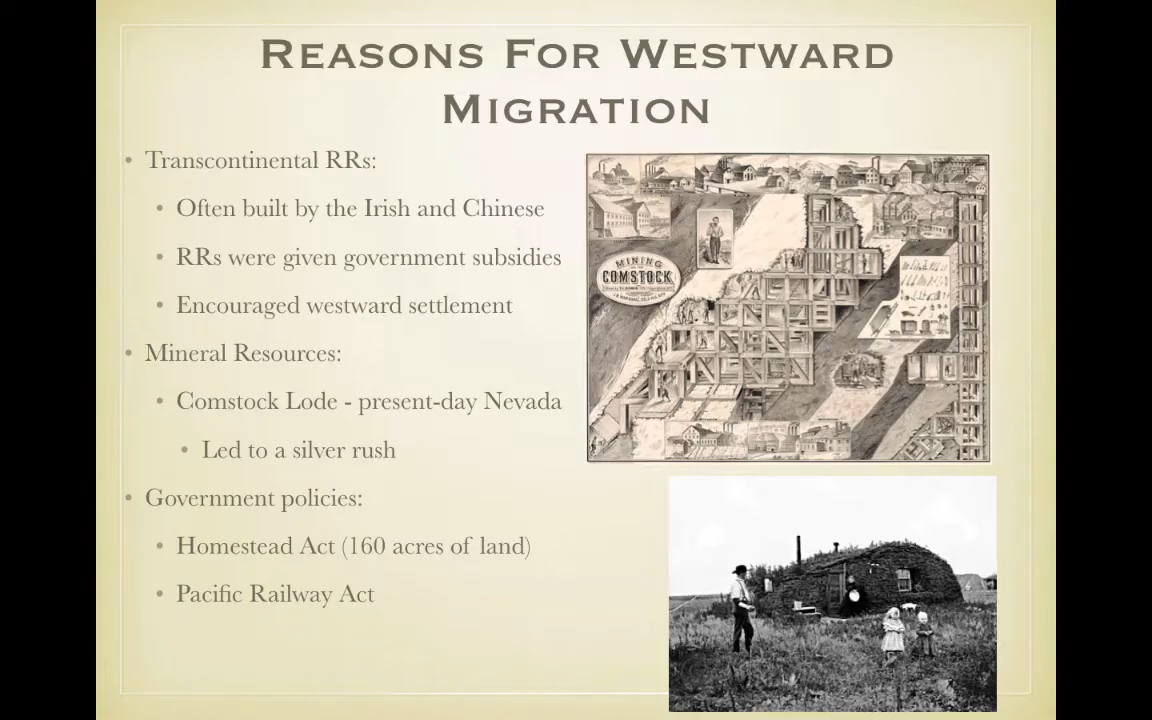 REASONS FOR WESTWARD
MIGRATION
• Transcontinental RRs:
• Often built by the Irish and Chinese
• RRs were given government subsidies
• Encouraged westward settlement
• Mineral Resources:
• Comstock Lode - present-day Nevada
• Led to a silver rush
• Government policies:
• Homestead Act (160 acres of land)
• Pacific Railway Act
MINING
COMSTOCK